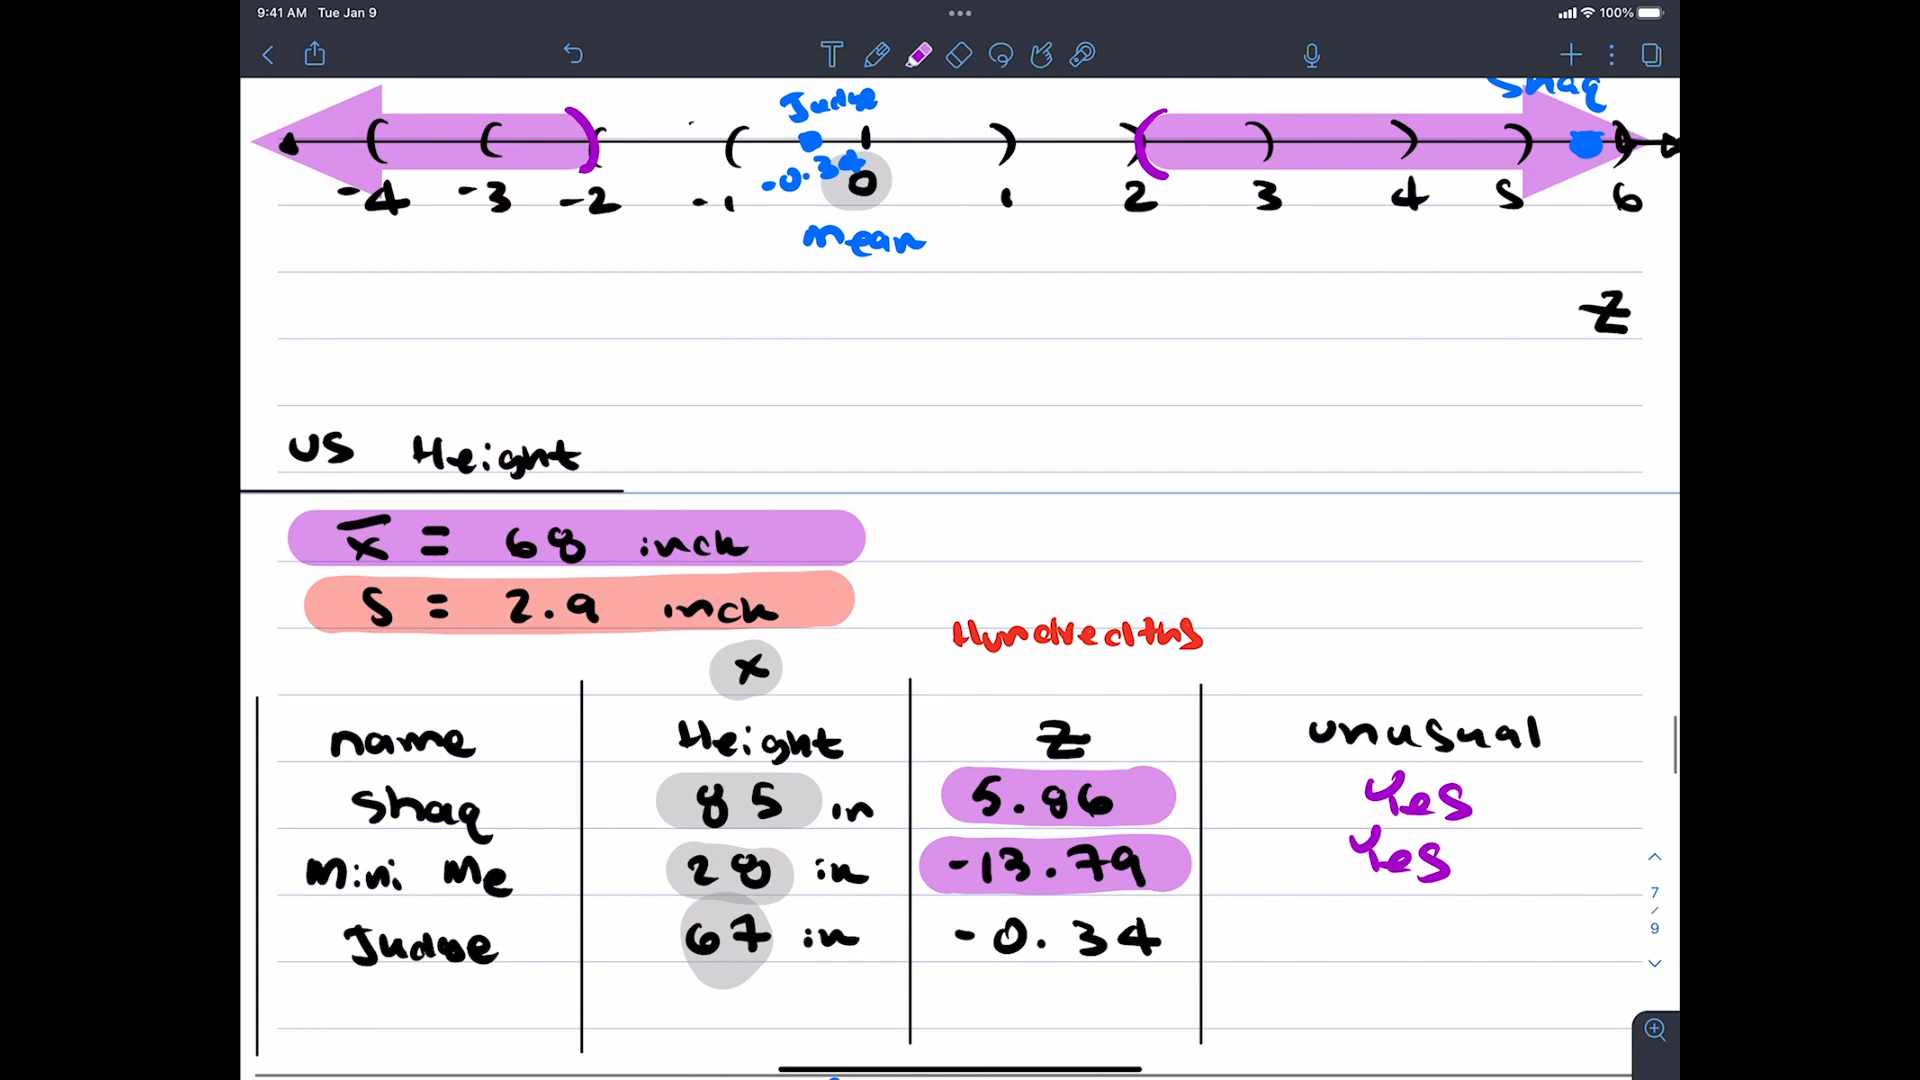 9:41 AM Tue Jan 9
100%
Shaq
Judge
-0.34
-4 -3 -2 -1 0 1 2 3 4 5 6
mean
Z
US Height
x̅ = 68 inch
S = 2.9 inch
Hundredths
x
name Height Z unusual
Shaq 85 in 5.86 Yes
Mini Me 28 in -13.79 Yes
Judge 67 in -0.34
7
/
9